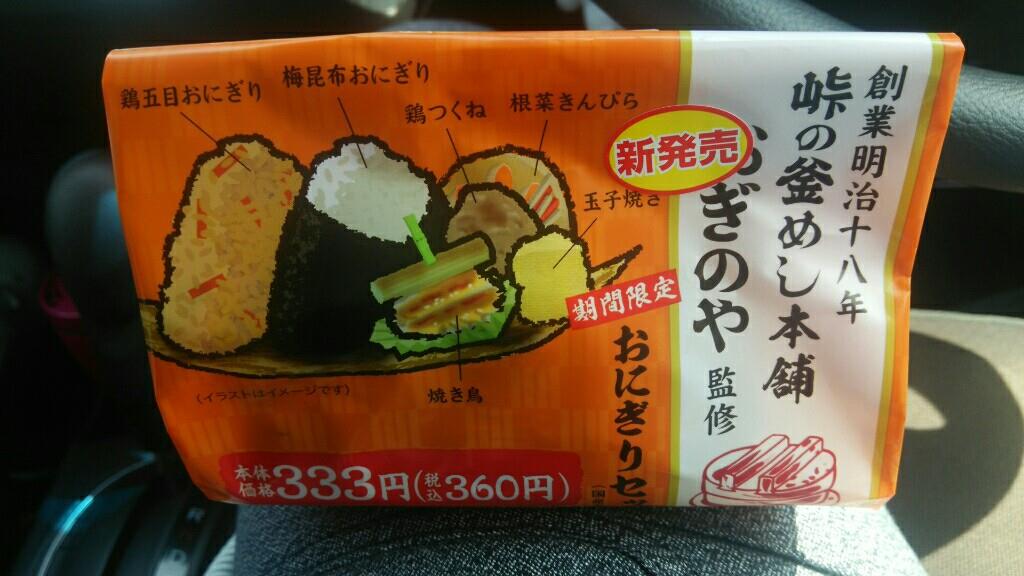 創業明治十八年
峠の釜めし本舗
おぎのや 監修
新発売
鶏五目おにぎり
梅昆布おにぎり
鶏つくね
根菜きんぴら
玉子焼き
期間限定
おにぎりセ
焼き鳥
(イラストはイメージです)
本体価格333円(税込360円)